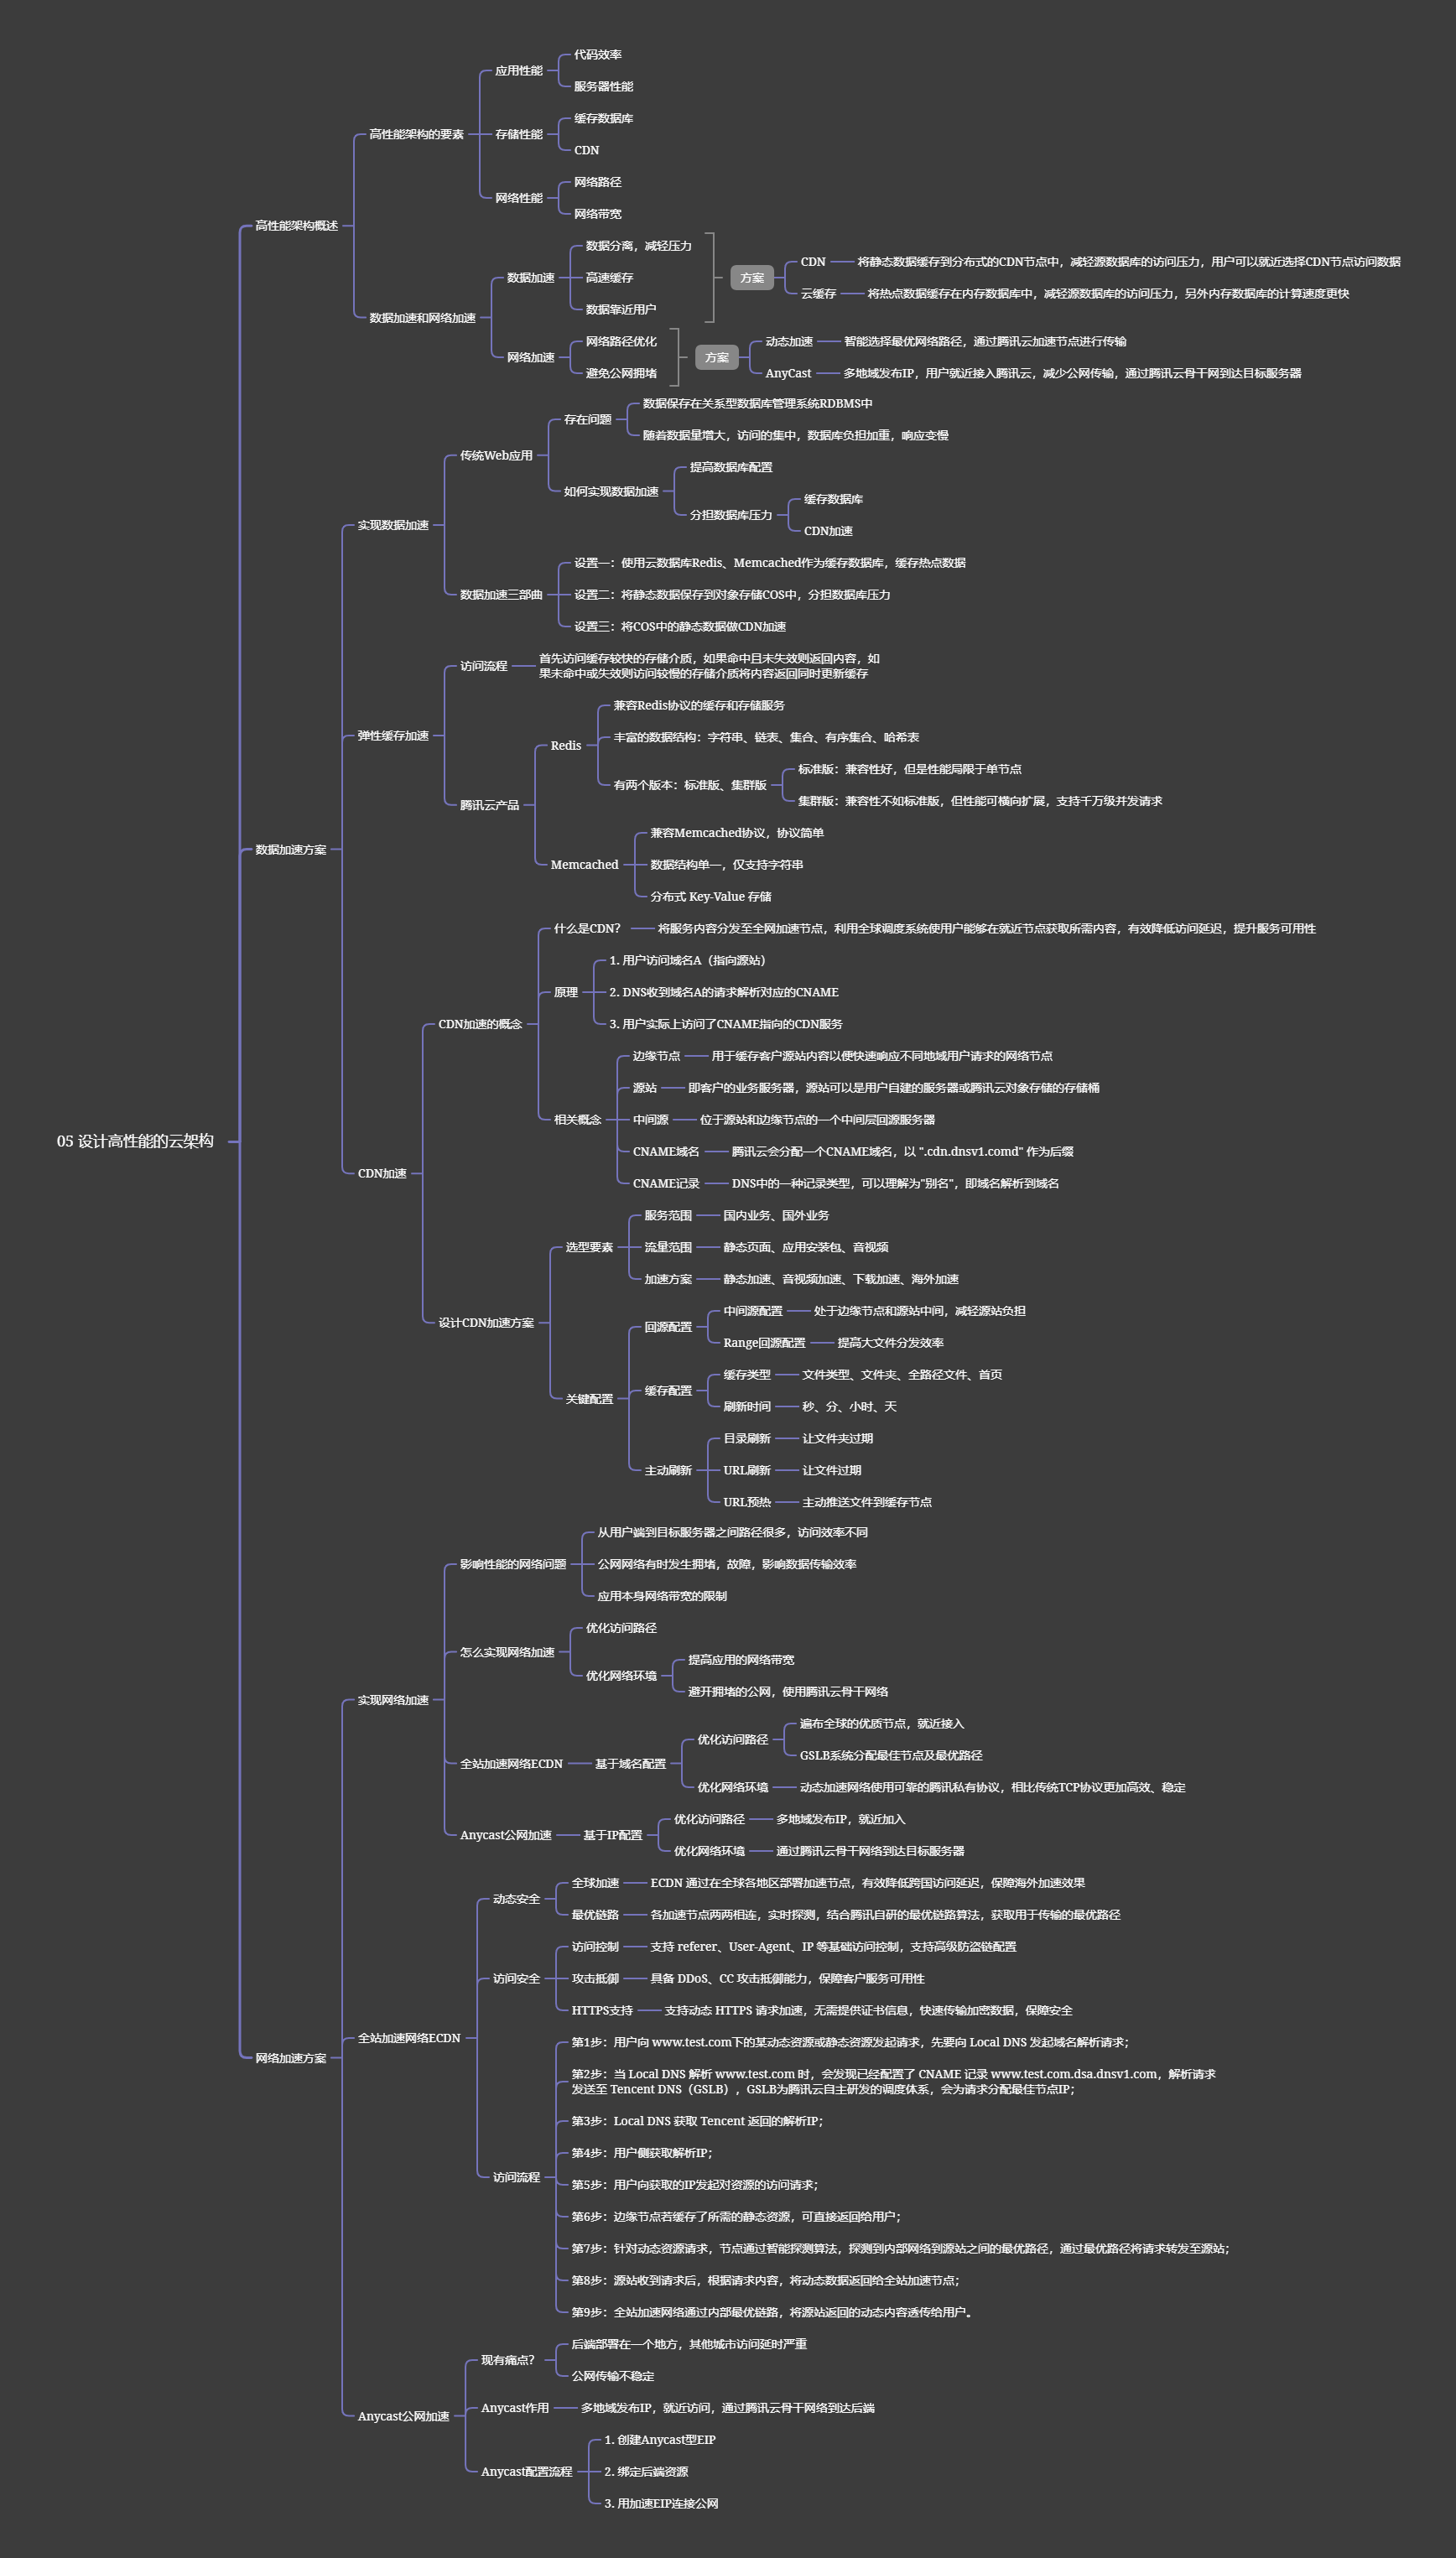 05 设计高性能的云架构
高性能架构概述
高性能架构的要素
应用性能
代码效率
服务器性能
存储性能
缓存数据库
CDN
网络性能
网络路径
网络带宽
数据加速和网络加速
数据加速
数据分离，减轻压力
高速缓存
数据靠近用户
方案
CDN
将静态数据缓存到分布式的CDN节点中，减轻源数据库的访问压力，用户可以就近选择CDN节点访问数据
云缓存
将热点数据缓存在内存数据库中，减轻源数据库的访问压力，另外内存数据库的计算速度更快
网络加速
网络路径优化
避免公网拥堵
方案
动态加速
智能选择最优网络路径，通过腾讯云加速节点进行传输
AnyCast
多地域发布IP，用户就近接入腾讯云，减少公网传输，通过腾讯云骨干网到达目标服务器
数据加速方案
实现数据加速
传统Web应用
存在问题
数据保存在关系型数据库管理系统RDBMS中
随着数据量增大，访问的集中，数据库负担加重，响应变慢
如何实现数据加速
提高数据库配置
分担数据库压力
缓存数据库
CDN加速
数据加速三部曲
设置一：使用云数据库Redis、Memcached作为缓存数据库，缓存热点数据
设置二：将静态数据保存到对象存储COS中，分担数据库压力
设置三：将COS中的静态数据做CDN加速
弹性缓存加速
访问流程
首先访问缓存较快的存储介质，如果命中且未失效则返回内容，如
果未命中或失效则访问较慢的存储介质将内容返回同时更新缓存
腾讯云产品
Redis
兼容Redis协议的缓存和存储服务
丰富的数据结构：字符串、链表、集合、有序集合、哈希表
有两个版本：标准版、集群版
标准版：兼容性好，但是性能局限于单节点
集群版：兼容性不如标准版，但性能可横向扩展，支持千万级并发请求
Memcached
兼容Memcached协议，协议简单
数据结构单一，仅支持字符串
分布式 Key-Value 存储
CDN加速
CDN加速的概念
什么是CDN？
将服务内容分发至全网加速节点，利用全球调度系统使用户能够在就近节点获取所需内容，有效降低访问延迟，提升服务可用性
原理
1. 用户访问域名A（指向源站）
2. DNS收到域名A的请求解析对应的CNAME
3. 用户实际上访问了CNAME指向的CDN服务
相关概念
边缘节点
用于缓存客户源站内容以便快速响应不同地域用户请求的网络节点
源站
即客户的业务服务器，源站可以是用户自建的服务器或腾讯云对象存储的存储桶
中间源
位于源站和边缘节点的一个中间层回源服务器
CNAME域名
腾讯云会分配一个CNAME域名，以 ".cdn.dnsv1.comd" 作为后缀
CNAME记录
DNS中的一种记录类型，可以理解为"别名"，即域名解析到域名
设计CDN加速方案
选型要素
服务范围
国内业务、国外业务
流量范围
静态页面、应用安装包、音视频
加速方案
静态加速、音视频加速、下载加速、海外加速
关键配置
回源配置
中间源配置
处于边缘节点和源站中间，减轻源站负担
Range回源配置
提高大文件分发效率
缓存配置
缓存类型
文件类型、文件夹、全路径文件、首页
刷新时间
秒、分、小时、天
主动刷新
目录刷新
让文件夹过期
URL刷新
让文件过期
URL预热
主动推送文件到缓存节点
网络加速方案
实现网络加速
影响性能的网络问题
从用户端到目标服务器之间路径很多，访问效率不同
公网网络有时发生拥堵，故障，影响数据传输效率
应用本身网络带宽的限制
怎么实现网络加速
优化访问路径
优化网络环境
提高应用的网络带宽
避开拥堵的公网，使用腾讯云骨干网络
全站加速网络ECDN
基于域名配置
优化访问路径
遍布全球的优质节点，就近接入
GSLB系统分配最佳节点及最优路径
优化网络环境
动态加速网络使用可靠的腾讯私有协议，相比传统TCP协议更加高效、稳定
Anycast公网加速
基于IP配置
优化访问路径
多地域发布IP，就近加入
优化网络环境
通过腾讯云骨干网络到达目标服务器
全站加速网络ECDN
动态安全
全球加速
ECDN 通过在全球各地区部署加速节点，有效降低跨国访问延迟，保障海外加速效果
最优链路
各加速节点两两相连，实时探测，结合腾讯自研的最优链路算法，获取用于传输的最优路径
访问安全
访问控制
支持 referer、User-Agent、IP 等基础访问控制，支持高级防盗链配置
攻击抵御
具备 DDoS、CC 攻击抵御能力，保障客户服务可用性
HTTPS支持
支持动态 HTTPS 请求加速，无需提供证书信息，快速传输加密数据，保障安全
访问流程
第1步：用户向 www.test.com下的某动态资源或静态资源发起请求，先要向 Local DNS 发起域名解析请求；
第2步：当 Local DNS 解析 www.test.com 时，会发现已经配置了 CNAME 记录 www.test.com.dsa.dnsv1.com，解析请求
发送至 Tencent DNS（GSLB），GSLB为腾讯云自主研发的调度体系，会为请求分配最佳节点IP；
第3步：Local DNS 获取 Tencent 返回的解析IP；
第4步：用户侧获取解析IP；
第5步：用户向获取的IP发起对资源的访问请求；
第6步：边缘节点若缓存了所需的静态资源，可直接返回给用户；
第7步：针对动态资源请求，节点通过智能探测算法，探测到内部网络到源站之间的最优路径，通过最优路径将请求转发至源站；
第8步：源站收到请求后，根据请求内容，将动态数据返回给全站加速节点；
第9步：全站加速网络通过内部最优链路，将源站返回的动态内容透传给用户。
Anycast公网加速
现有痛点？
后端部署在一个地方，其他城市访问延时严重
公网传输不稳定
Anycast作用
多地域发布IP，就近访问，通过腾讯云骨干网络到达后端
Anycast配置流程
1. 创建Anycast型EIP
2. 绑定后端资源
3. 用加速EIP连接公网